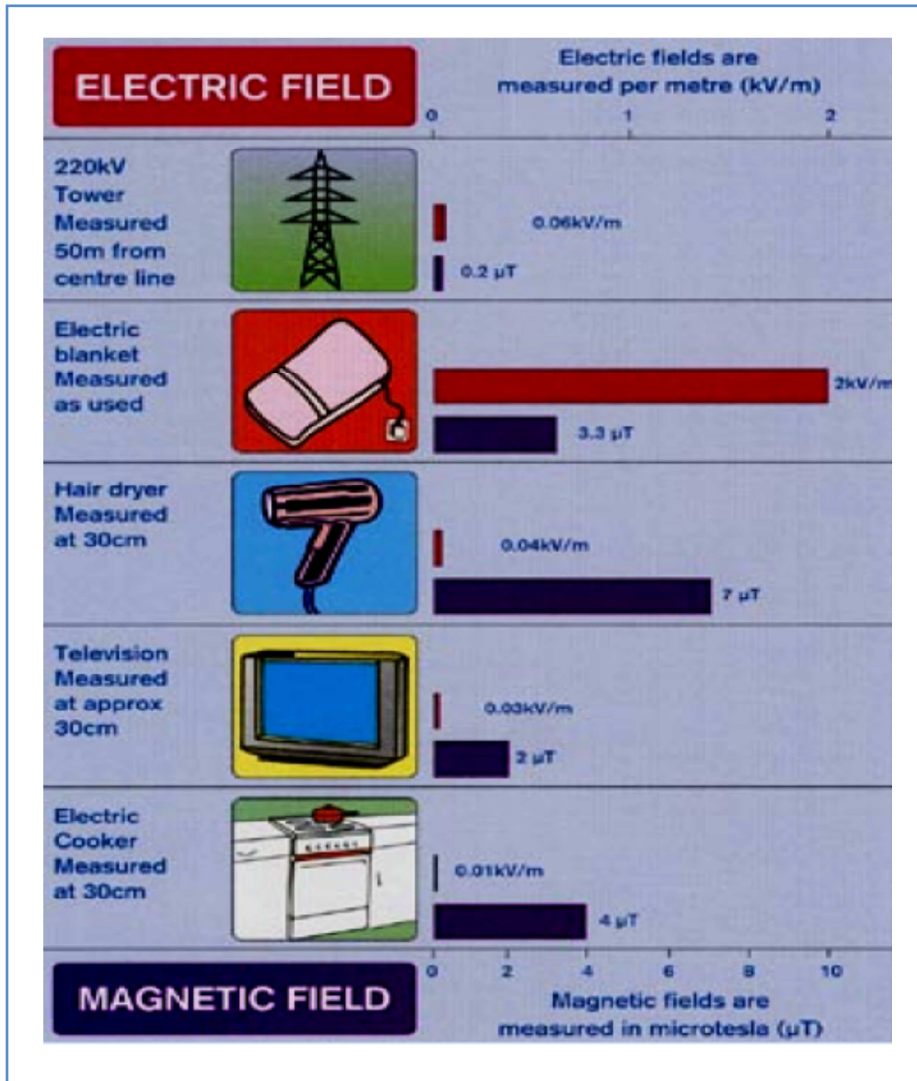 ELECTRIC FIELD
Electric fields are
measured per metre (kV/m)
0 1 2
220kV
Tower
Measured
50m from
centre line
0.06kV/m
0.2 µT
Electric
blanket
Measured
as used
2kV/m
3.3 µT
Hair dryer
Measured
at 30cm
0.04kV/m
7 µT
Television
Measured
at approx
30cm
0.03kV/m
2 µT
Electric
Cooker
Measured
at 30cm
0.01kV/m
4 µT
0 2 4 6 8 10
MAGNETIC FIELD
Magnetic fields are
measured in microtesla (µT)